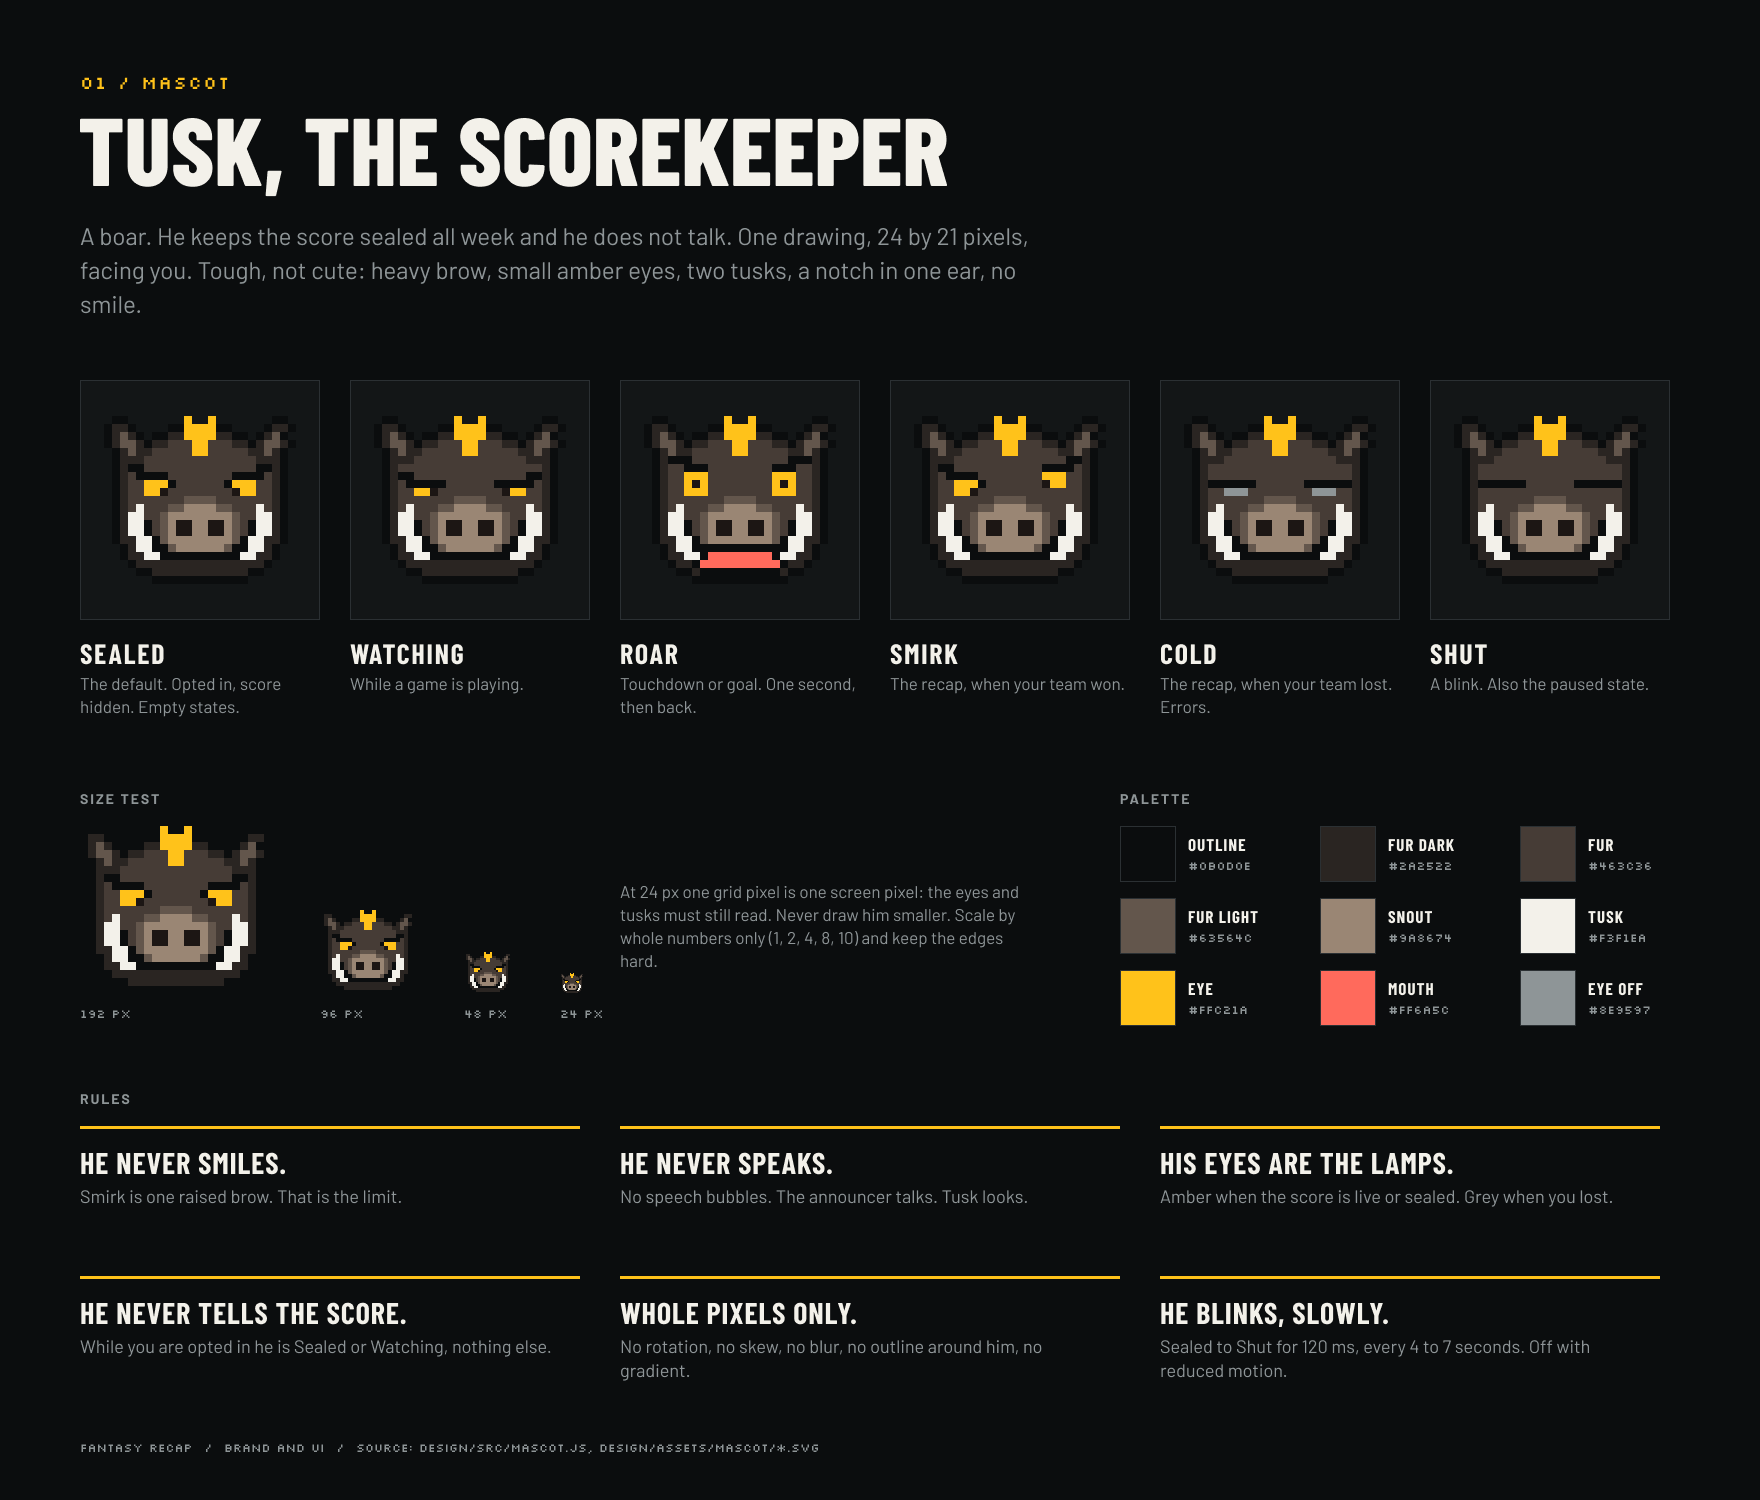 01 / MASCOT
TUSK, THE SCOREKEEPER
A boar. He keeps the score sealed all week and he does not talk. One drawing, 24 by 21 pixels,
facing you. Tough, not cute: heavy brow, small amber eyes, two tusks, a notch in one ear, no
smile.
SEALED
The default. Opted in, score
hidden. Empty states.
WATCHING
While a game is playing.
ROAR
Touchdown or goal. One second,
then back.
SMIRK
The recap, when your team won.
COLD
The recap, when your team lost.
Errors.
SHUT
A blink. Also the paused state.
SIZE TEST
192 PX
96 PX
48 PX
24 PX
At 24 px one grid pixel is one screen pixel: the eyes and
tusks must still read. Never draw him smaller. Scale by
whole numbers only (1, 2, 4, 8, 10) and keep the edges
hard.
PALETTE
OUTLINE
#0B0D0E
FUR DARK
#2A2522
FUR
#463C36
FUR LIGHT
#63564C
SNOUT
#9A8674
TUSK
#F3F1EA
EYE
#FFC21A
MOUTH
#FF6A5C
EYE OFF
#8E9597
RULES
HE NEVER SMILES.
Smirk is one raised brow. That is the limit.
HE NEVER SPEAKS.
No speech bubbles. The announcer talks. Tusk looks.
HIS EYES ARE THE LAMPS.
Amber when the score is live or sealed. Grey when you lost.
HE NEVER TELLS THE SCORE.
While you are opted in he is Sealed or Watching, nothing else.
WHOLE PIXELS ONLY.
No rotation, no skew, no blur, no outline around him, no
gradient.
HE BLINKS, SLOWLY.
Sealed to Shut for 120 ms, every 4 to 7 seconds. Off with
reduced motion.
FANTASY RECAP / BRAND AND UI / SOURCE: DESIGN/SRC/MASCOT.JS, DESIGN/ASSETS/MASCOT/*.SVG